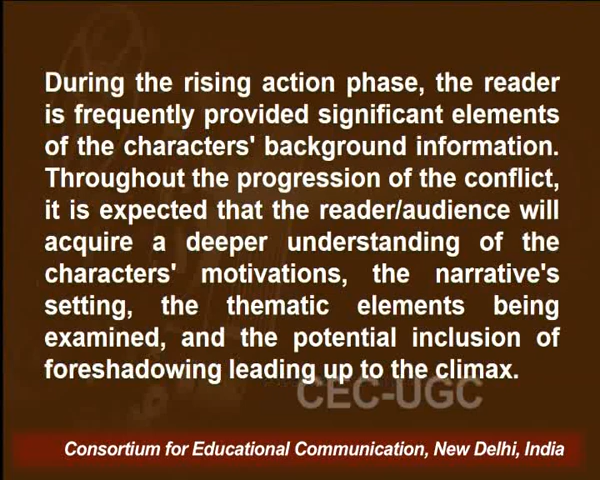 During the rising action phase, the reader
is frequently provided significant elements
of the characters' background information.
Throughout the progression of the conflict,
it is expected that the reader/audience will
acquire a deeper understanding of the
characters' motivations, the narrative's
setting, the thematic elements being
examined, and the potential inclusion of
foreshadowing leading up to the climax.
CEC-UGC
Consortium for Educational Communication, New Delhi, India